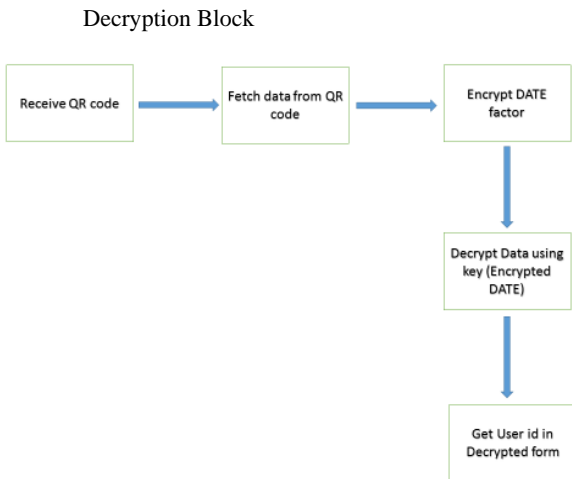 Decryption Block
Receive QR code
Fetch data from QR
code
Encrypt DATE
factor
Decrypt Data using
key (Encrypted
DATE)
Get User id in
Decrypted form